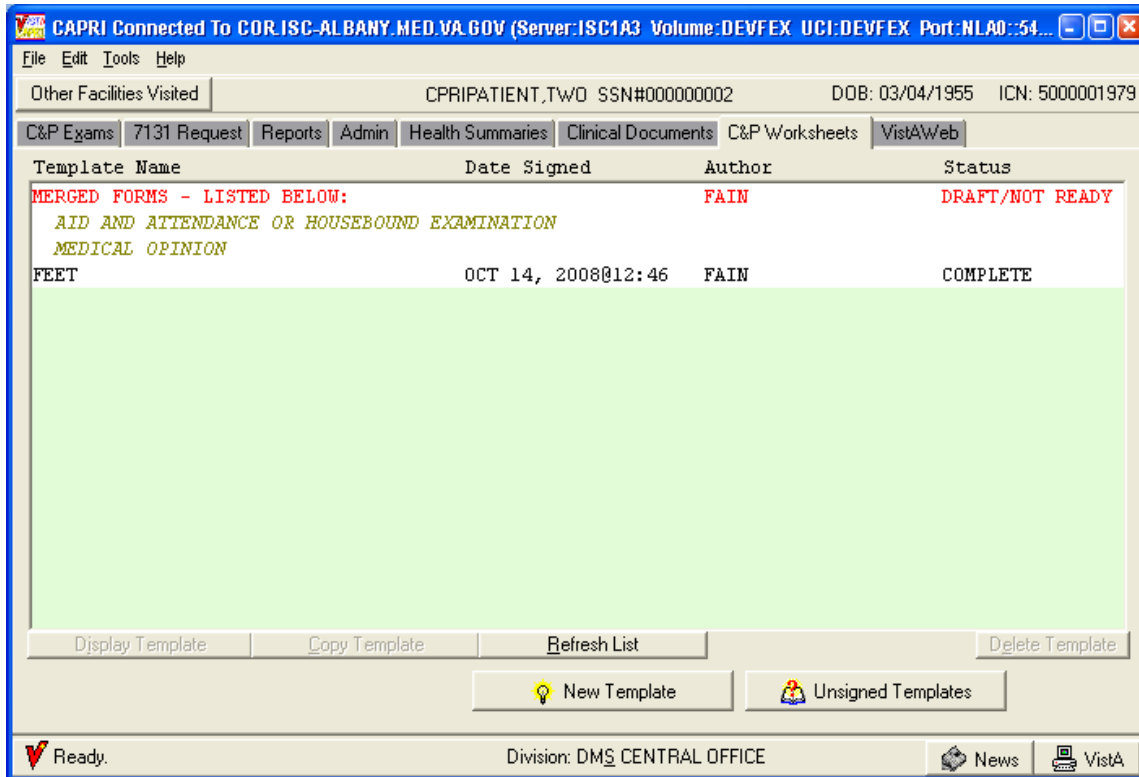 CAPRI Connected To COR.ISC-ALBANY.MED.VA.GOV (Server:ISC1A3 Volume:DEVFEX UCI:DEVFEX Port:NLA0::54...
File Edit Tools Help
Other Facilities Visited CPRIPATIENT,TWO SSN#000000002 DOB: 03/04/1955 ICN: 5000001979
C&P Exams 7131 Request Reports Admin Health Summaries Clinical Documents C&P Worksheets VistAWeb
Template Name Date Signed Author Status
MERGED FORMS - LISTED BELOW: FAIN DRAFT/NOT READY
AID AND ATTENDANCE OR HOUSEBOUND EXAMINATION
MEDICAL OPINION
FEET OCT 14, 2008@12:46 FAIN COMPLETE
Display Template Copy Template Refresh List Delete Template
New Template Unsigned Templates
Ready. Division: DMS CENTRAL OFFICE News VistA